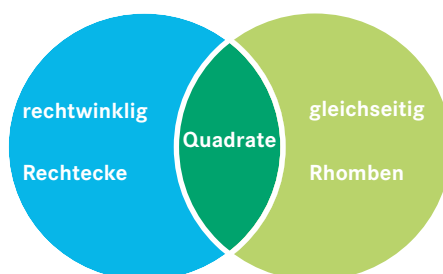 rechtwinklig
gleichseitig
Quadrate
Rechtecke
Rhomben